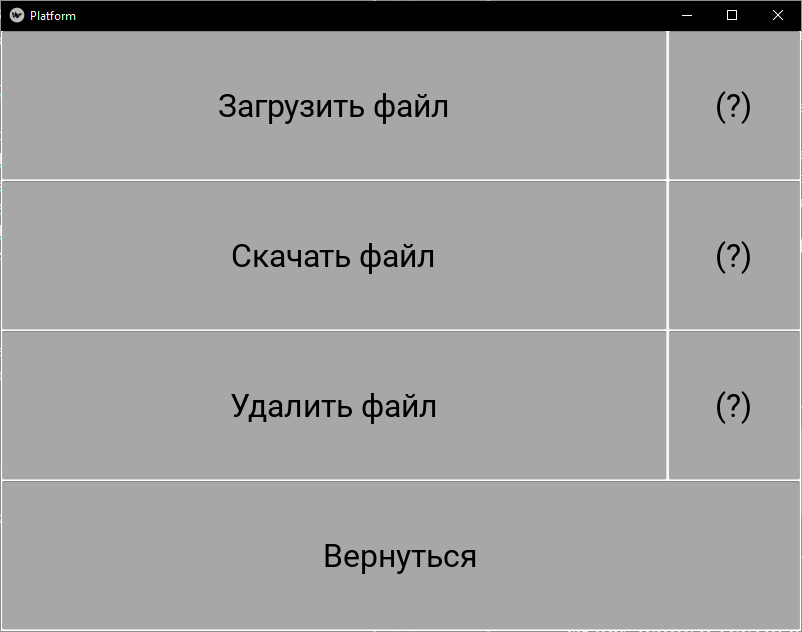 Platform
Загрузить файл (?)
Скачать файл (?)
Удалить файл (?)
Вернуться